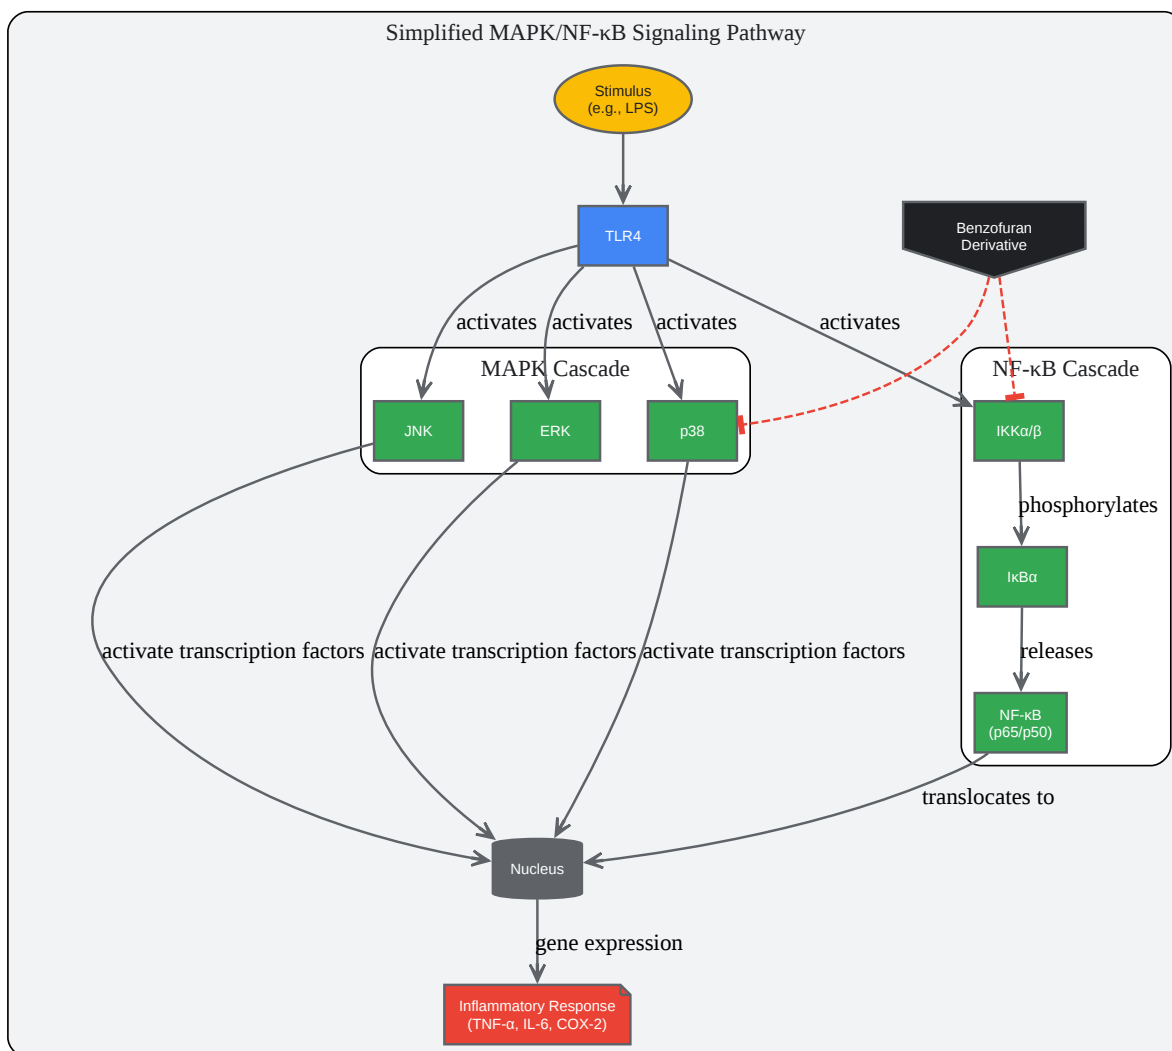 Simplified MAPK/NF-κB Signaling Pathway
Stimulus
(e.g., LPS)
TLR4
Benzofuran
Derivative
activates
activates
activates
activates
MAPK Cascade
NF-κB Cascade
JNK
ERK
p38
IKKα/β
phosphorylates
IκBα
activate transcription factors
activate transcription factors
activate transcription factors
releases
NF-κB
(p65/p50)
translocates to
Nucleus
gene expression
Inflammatory Response
(TNF-α, IL-6, COX-2)